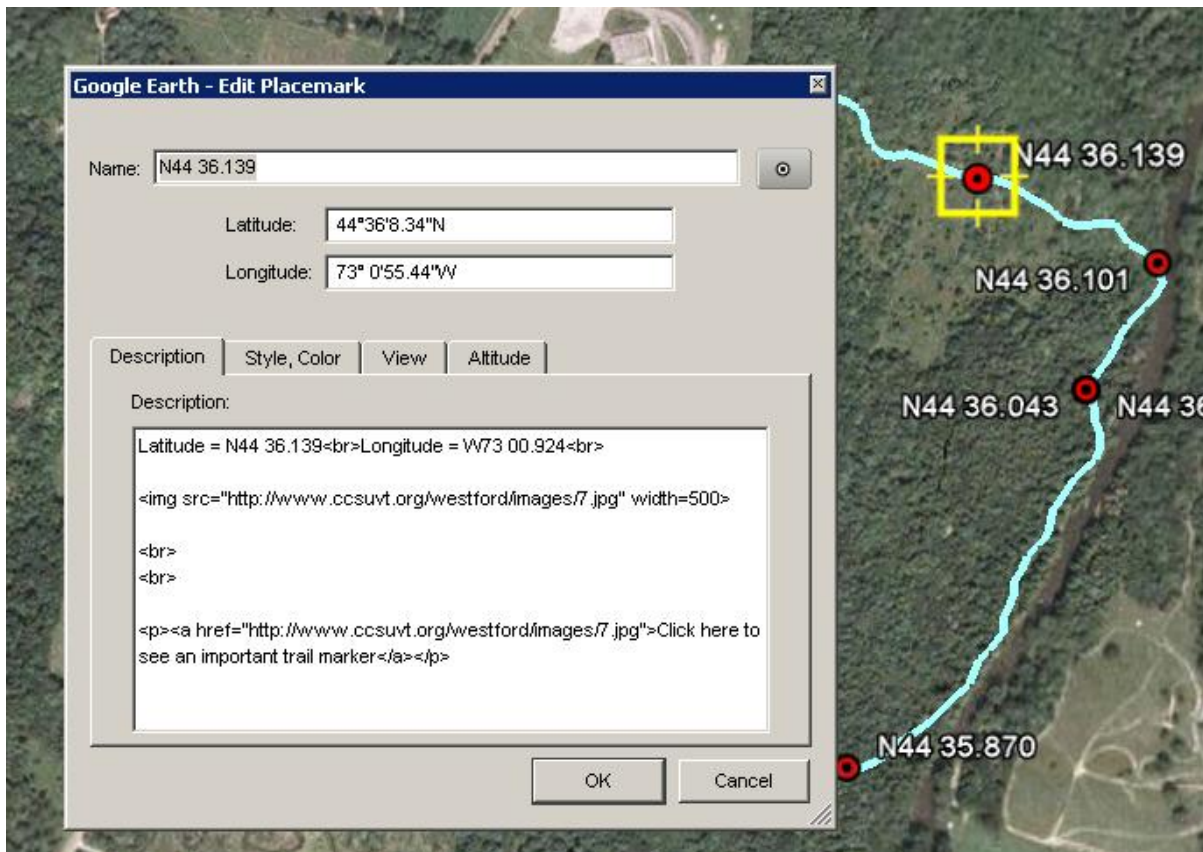 Google Earth - Edit Placemark
Name: N44 36.139
Latitude: 44°36'8.34"N
Longitude: 73° 0'55.44"W
Description Style, Color View Altitude
Description:
Latitude = N44 36.139<br>Longitude = W73 00.924<br>
<img src="http://www.ccsuvt.org/westford/images/7.jpg" width=500>
<br>
<br>
<p><a href="http://www.ccsuvt.org/westford/images/7.jpg">Click here to
see an important trail marker</a></p>
OK Cancel
N44 36.139
N44 36.101
N44 36.043 N44 36
N44 35.870